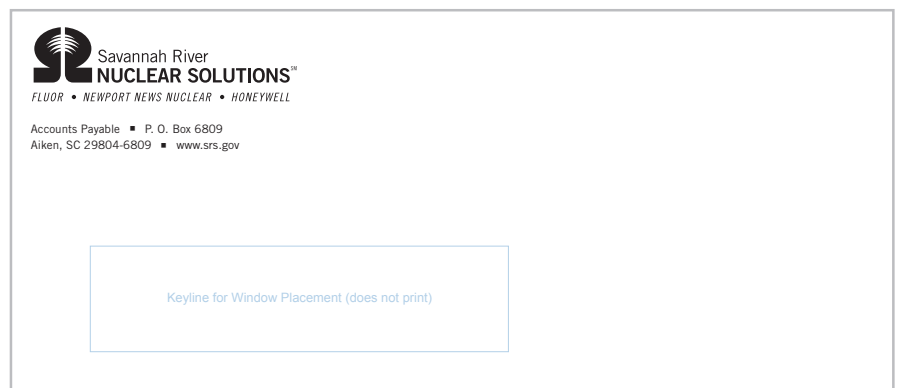 Savannah River
NUCLEAR SOLUTIONS℠
FLUOR • NEWPORT NEWS NUCLEAR • HONEYWELL
Accounts Payable ■ P. O. Box 6809
Aiken, SC 29804-6809 ■ www.srs.gov
Keyline for Window Placement (does not print)